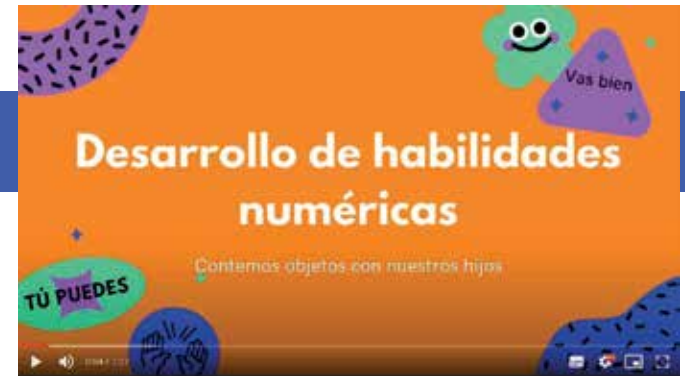 Vas bien
Desarrollo de habilidades
numéricas
Contemos objetos con nuestros hijos
TÚ PUEDES